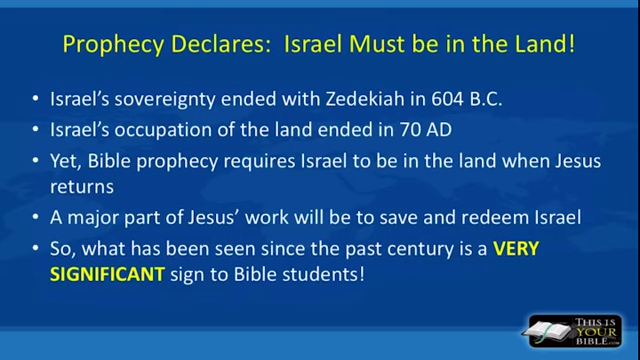 Prophecy Declares:  Israel Must be in the Land!
• Israel's sovereignty ended with Zedekiah in 604 B.C.
• Israel's occupation of the land ended in 70 AD
• Yet, Bible prophecy requires Israel to be in the land when Jesus
returns
• A major part of Jesus' work will be to save and redeem Israel
• So, what has been seen since the past century is a VERY
SIGNIFICANT sign to Bible students!
THIS IS
YOUR
BIBLE.COM